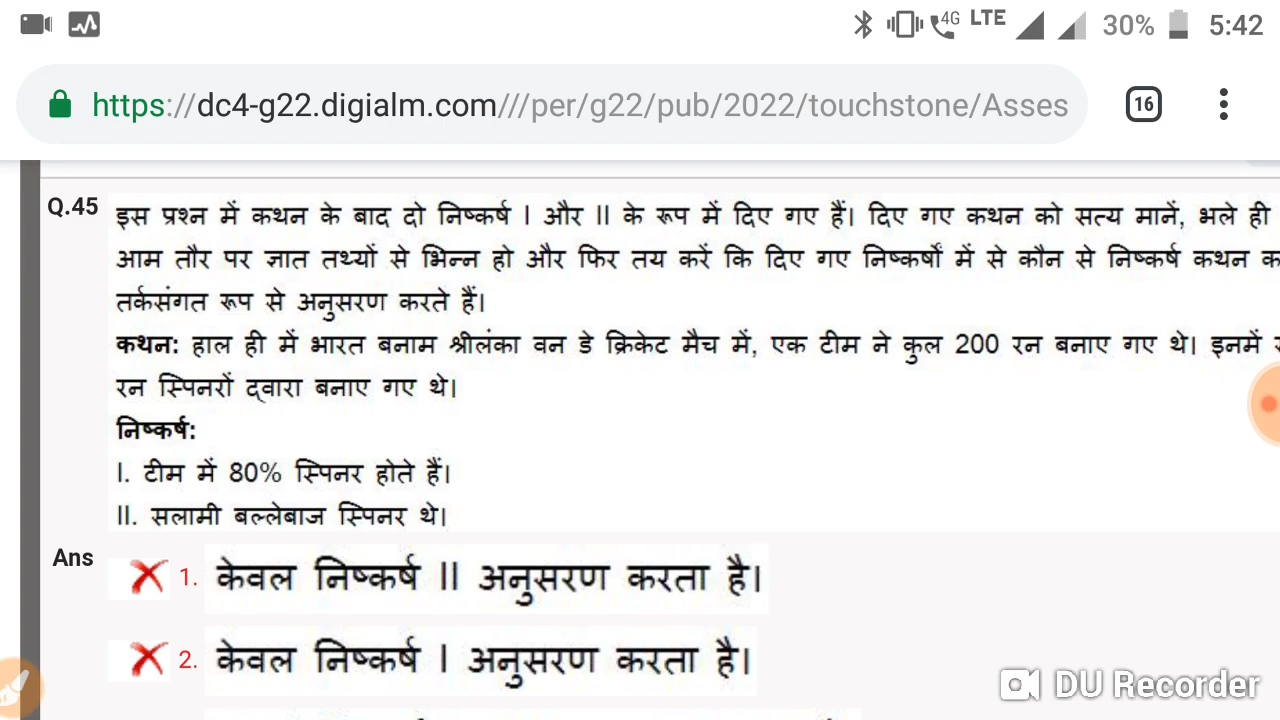 4G LTE 30% 5:42
https://dc4-g22.digialm.com///per/g22/pub/2022/touchstone/Asses
16
Q.45 इस प्रश्न में कथन के बाद दो निष्कर्ष I और II के रूप में दिए गए हैं। दिए गए कथन को सत्य मानें, भले ही
आम तौर पर ज्ञात तथ्यों से भिन्न हो और फिर तय करें कि दिए गए निष्कर्षों में से कौन से निष्कर्ष कथन
तर्कसंगत रूप से अनुसरण करते हैं।
कथन: हाल ही में भारत बनाम श्रीलंका वन डे क्रिकेट मैच में, एक टीम ने कुल 200 रन बनाए गए थे। इनमें
रन स्पिनरों द्वारा बनाए गए थे।
निष्कर्ष:
I. टीम में 80% स्पिनर होते हैं।
II. सलामी बल्लेबाज स्पिनर थे।
Ans 1. केवल निष्कर्ष II अनुसरण करता है।
2. केवल निष्कर्ष I अनुसरण करता है।
DU Recorder